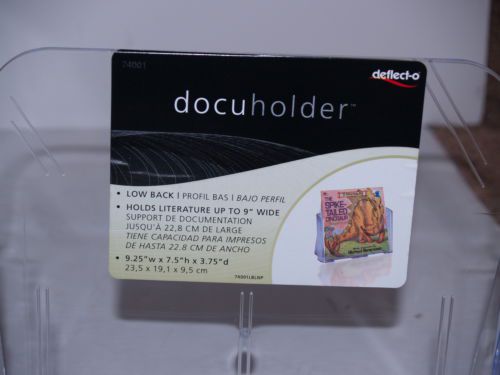 74001
deflect-o
docuholder™
• LOW BACK | PROFIL BAS | BAJO PERFIL
• HOLDS LITERATURE UP TO 9" WIDE
SUPPORT DE DOCUMENTATION
JUSQU'À 22,8 CM DE LARGE
TIENE CAPACIDAD PARA IMPRESOS
DE HASTA 22.8 CM DE ANCHO
• 9.25"w x 7.5"h x 3.75"d
23,5 x 19,1 x 9,5 cm
THE
SPIKE-
TAILED
DINOSAUR
74001LBLNP